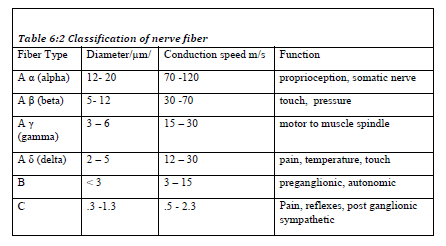 Table 6:2 Classification of nerve fiber
Fiber Type Diameter/µm/ Conduction speed m/s Function
A α (alpha) 12- 20 70 -120 proprioception, somatic nerve
A β (beta) 5- 12 30 -70 touch, pressure
A γ (gamma) 3 – 6 15 – 30 motor to muscle spindle
A δ (delta) 2 – 5 12 – 30 pain, temperature, touch
B < 3 3 – 15 preganglionic, autonomic
C .3 -1.3 .5 - 2.3 Pain, reflexes, post ganglionic
sympathetic